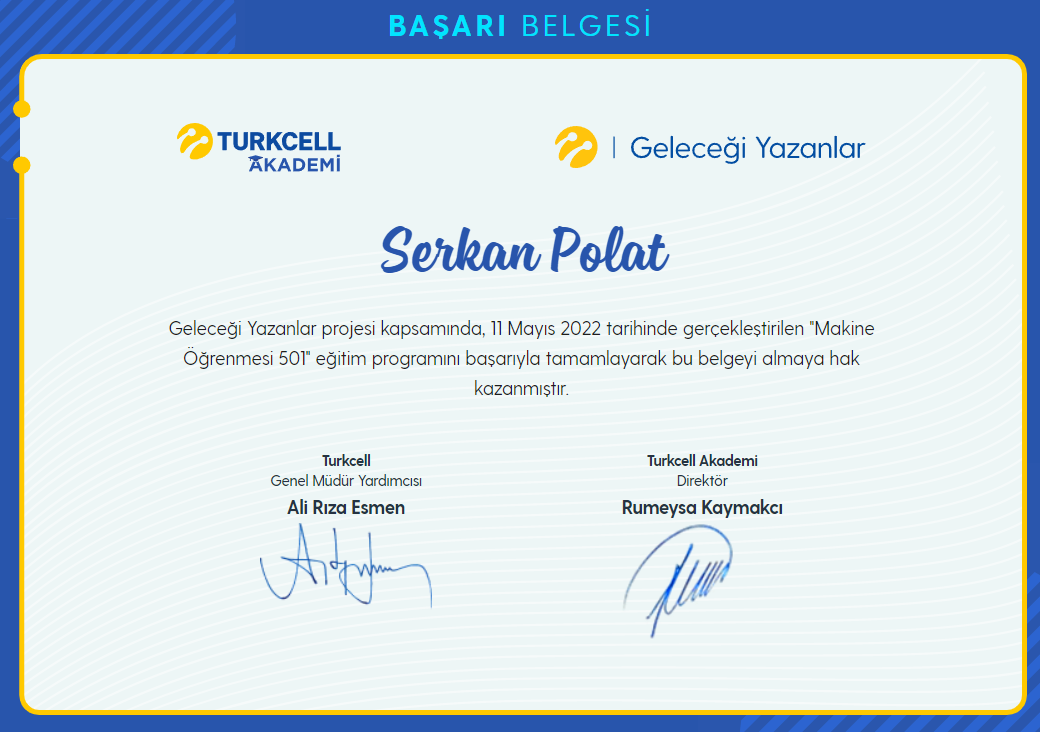 BAŞARI BELGESİ
TURKCELL
AKADEMİ
Geleceği Yazanlar
Serkan Polat
Geleceği Yazanlar projesi kapsamında, 11 Mayıs 2022 tarihinde gerçekleştirilen "Makine
Öğrenmesi 501" eğitim programını başarıyla tamamlayarak bu belgeyi almaya hak
kazanmıştır.
Turkcell
Genel Müdür Yardımcısı
Ali Rıza Esmen
Turkcell Akademi
Direktör
Rumeysa Kaymakcı